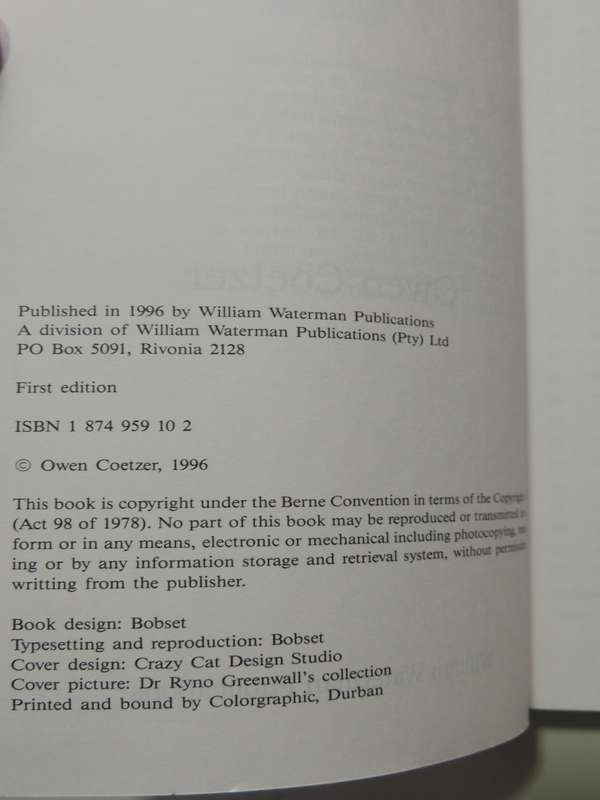 Published in 1996 by William Waterman Publications
A division of William Waterman Publications (Pty) Ltd
PO Box 5091, Rivonia 2128
First edition
ISBN 1 874 959 10 2
© Owen Coetzer, 1996
This book is copyright under the Berne Convention in terms of the Copyright
(Act 98 of 1978). No part of this book may be reproduced or transmitted
form or in any means, electronic or mechanical including photocopying,
ing or by any information storage and retrieval system, without
writting from the publisher.
Book design: Bobset
Typesetting and reproduction: Bobset
Cover design: Crazy Cat Design Studio
Cover picture: Dr Ryno Greenwall's collection
Printed and bound by Colorgraphic, Durban